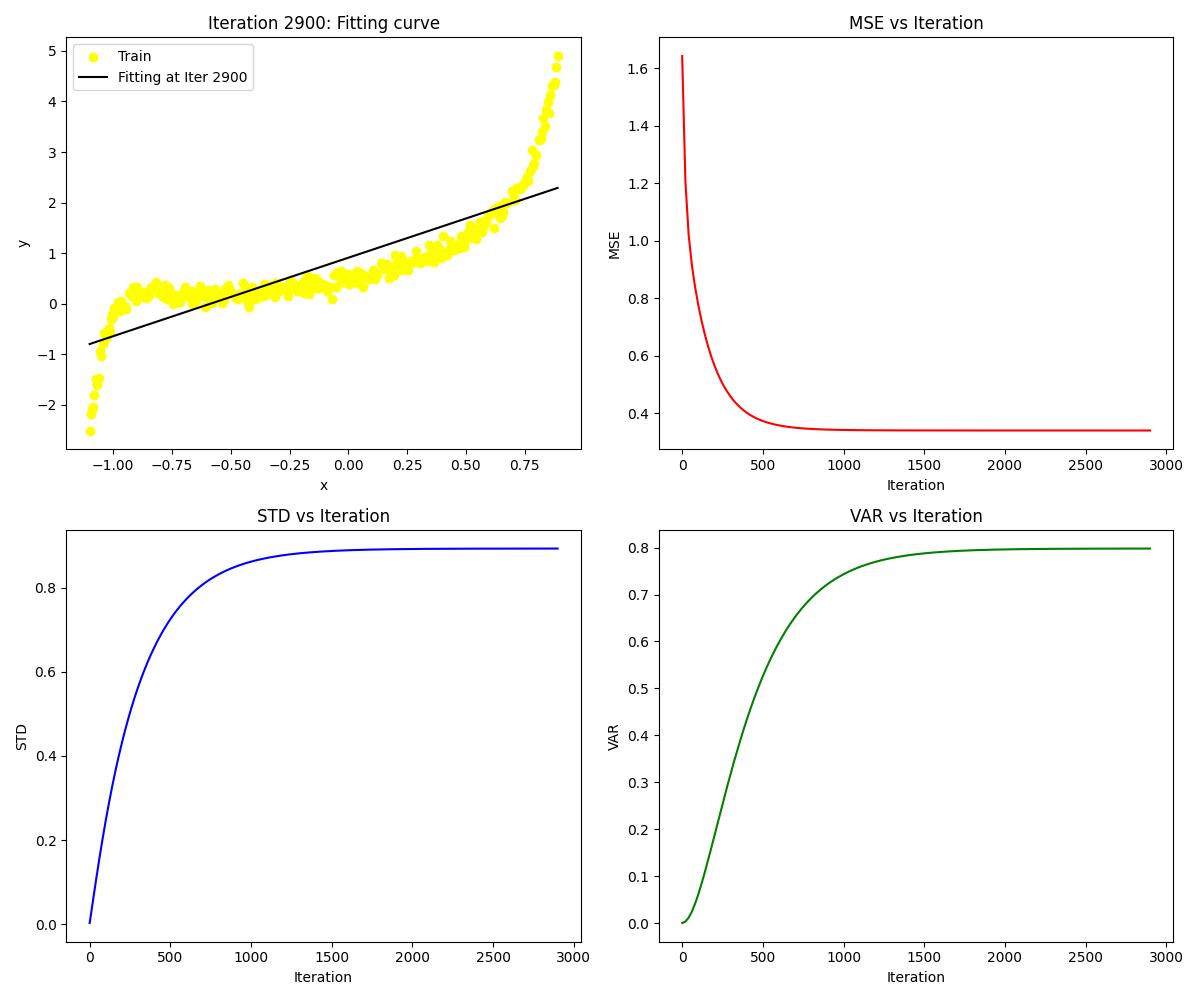 Iteration 2900: Fitting curve
Train
Fitting at Iter 2900
5
4
3
2
1
0
−1
−2
y
−1.00 −0.75 −0.50 −0.25 0.00 0.25 0.50 0.75
x
MSE vs Iteration
1.6
1.4
1.2
1.0
0.8
0.6
0.4
MSE
0 500 1000 1500 2000 2500 3000
Iteration
STD vs Iteration
0.8
0.6
0.4
0.2
0.0
STD
0 500 1000 1500 2000 2500 3000
Iteration
VAR vs Iteration
0.8
0.7
0.6
0.5
0.4
0.3
0.2
0.1
0.0
VAR
0 500 1000 1500 2000 2500 3000
Iteration